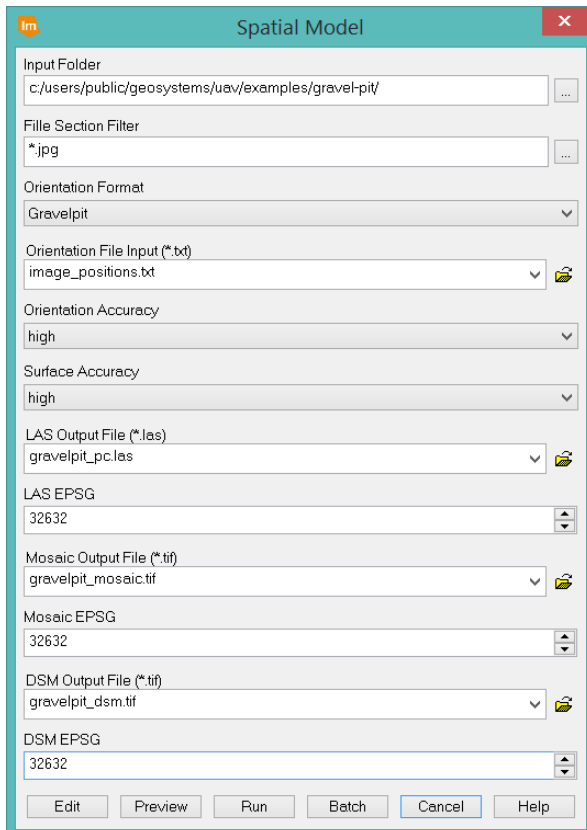 Im
Spatial Model
x
Input Folder
c:/users/public/geosystems/uav/examples/gravel-pit/
...
Fille Section Filter
*.jpg
...
Orientation Format
Gravelpit
Orientation File Input (*.txt)
image_positions.txt
Orientation Accuracy
high
Surface Accuracy
high
LAS Output File (*.las)
gravelpit_pc.las
LAS EPSG
32632
Mosaic Output File (*.tif)
gravelpit_mosaic.tif
Mosaic EPSG
32632
DSM Output File (*.tif)
gravelpit_dsm.tif
DSM EPSG
32632
Edit Preview Run Batch Cancel Help